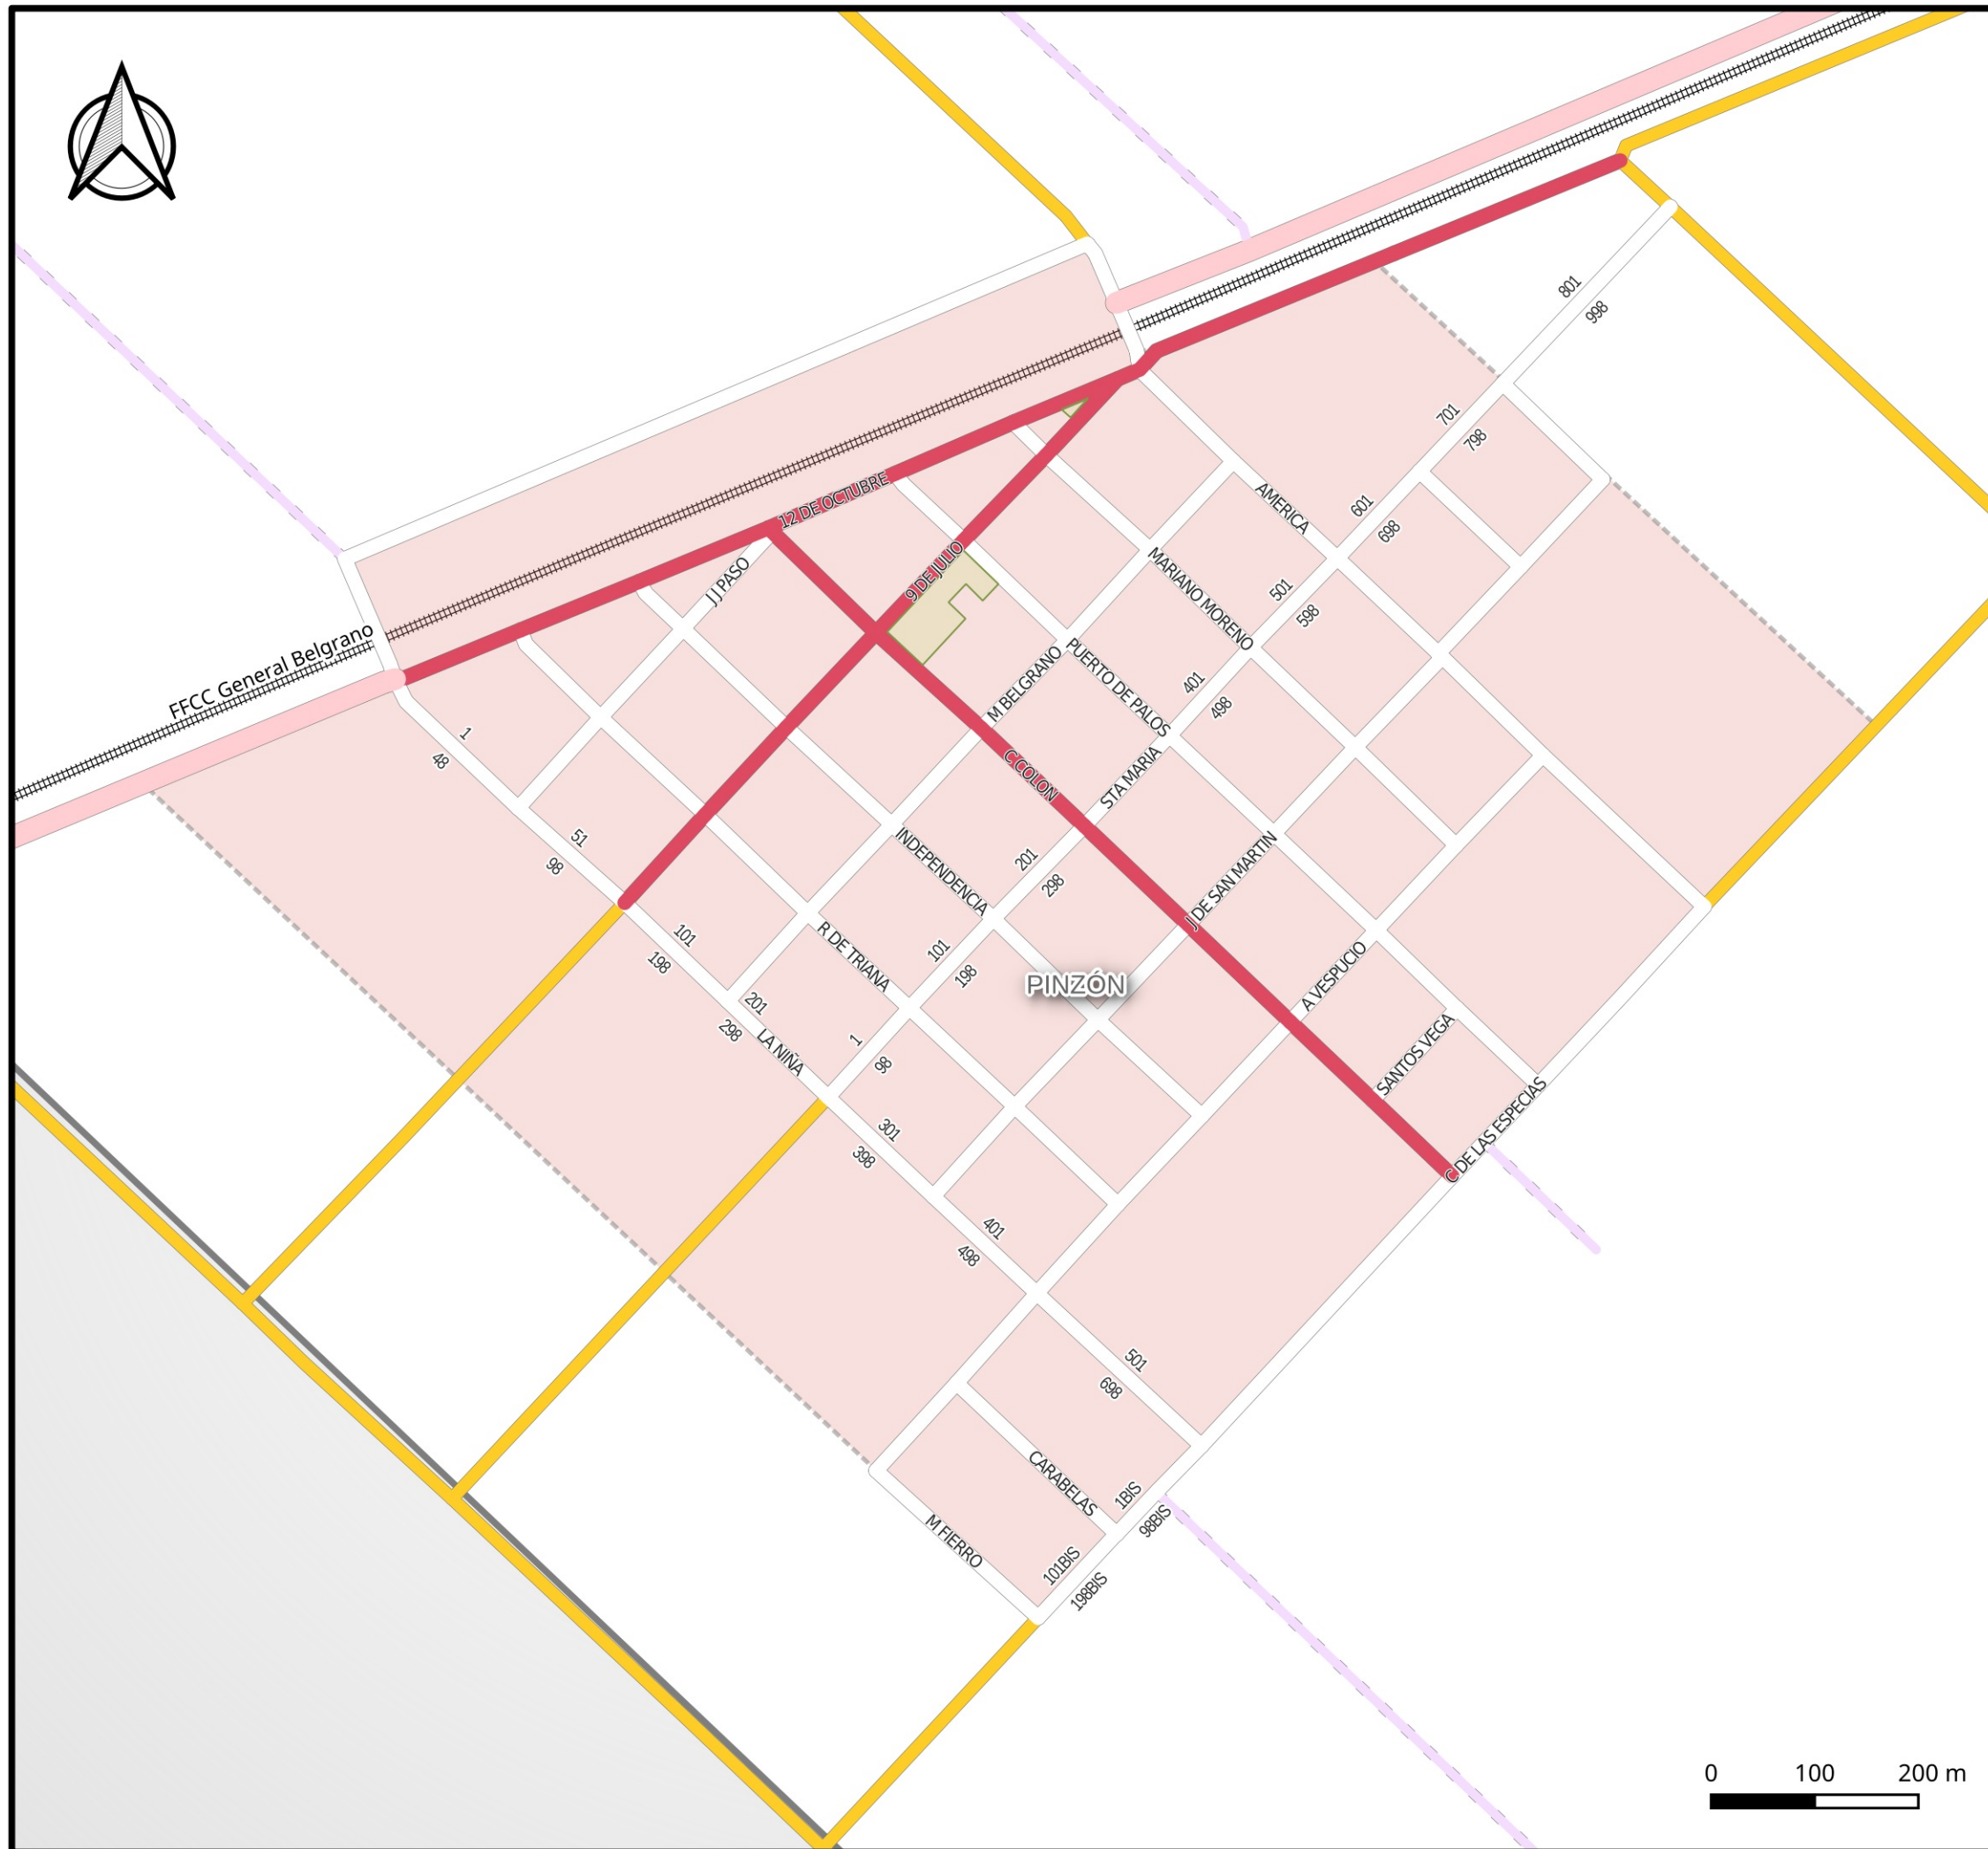 801
998
701
798
12 DE OCTUBRE
AMERICA
601
698
9 DE JULIO
J J PASO
MARIANO MORENO
501
598
FFCC General Belgrano
M BELGRANO
PUERTO DE PALOS
401
498
1
48
C COLON
STA MARIA
51
98
INDEPENDENCIA
201
298
J DE SAN MARTIN
101
198
R DE TRIANA
101
198
PINZÓN
A VESPUCIO
201
298
LA NIÑA
1
98
SANTOS VEGA
301
398
C DE LAS ESPECIAS
401
498
501
698
CARABELAS
1BIS
98BIS
M FIERRO
101BIS
198BIS
0 100 200 m